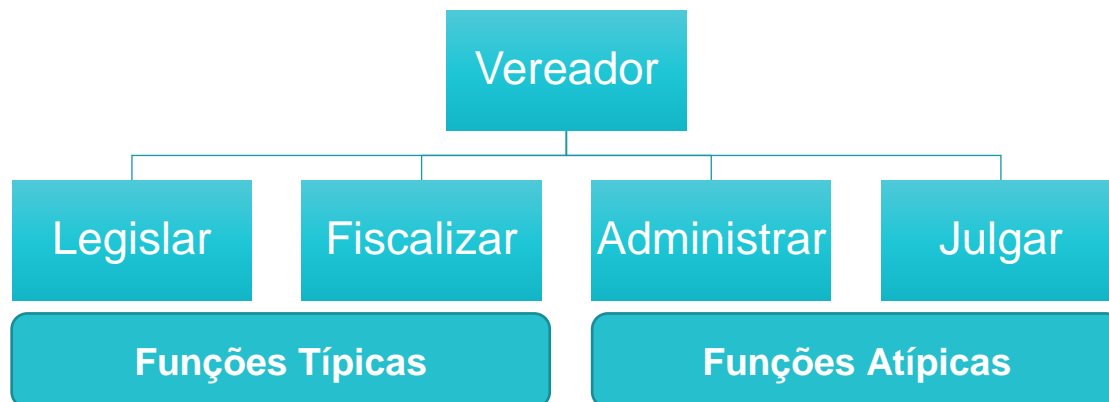 Vereador
Legislar
Fiscalizar
Administrar
Julgar
Funções Típicas
Funções Atípicas